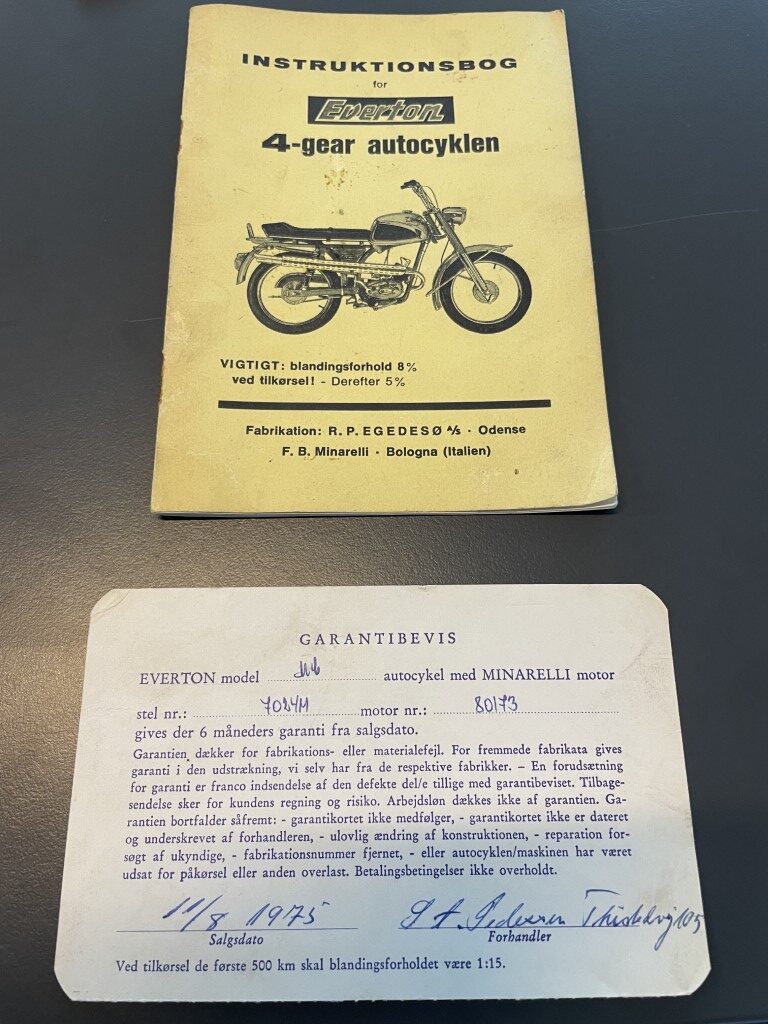 INSTRUKTIONSBOG
for
Everton
4-gear autocyklen
VIGTIGT: blandingsforhold 8%
ved tilkørsel! - Derefter 5%
Fabrikation: R. P. EGEDESØ A/S · Odense
F. B. Minarelli · Bologna (Italien)
GARANTIBEVIS
EVERTON model autocykel med MINARELLI motor
stel nr.: 7024M motor nr.: 80173
gives der 6 måneders garanti fra salgsdato.
Garantien dækker for fabrikations- eller materialefejl. For fremmede fabrikata gives
garanti i den udstrækning, vi selv har fra de respektive fabrikker. – En forudsætning
for garanti er franco indsendelse af den defekte del/e tillige med garantibeviset. Tilbage-
sendelse sker for kundens regning og risiko. Arbejdsløn dækkes ikke af garantien. Ga-
rantien bortfalder såfremt: - garantikortet ikke medfølger, - garantikortet ikke er dateret
og underskrevet af forhandleren, - ulovlig ændring af konstruktionen, - reparation for-
søgt af ukyndige, - fabrikationsnummer fjernet, - eller autocyklen/maskinen har været
udsat for påkørsel eller anden overlast. Betalingsbetingelser ikke overholdt.
11/8 1975 Pedersen Thistedvej 105
Salgsdato Forhandler
Ved tilkørsel de første 500 km skal blandingsforholdet være 1:15.